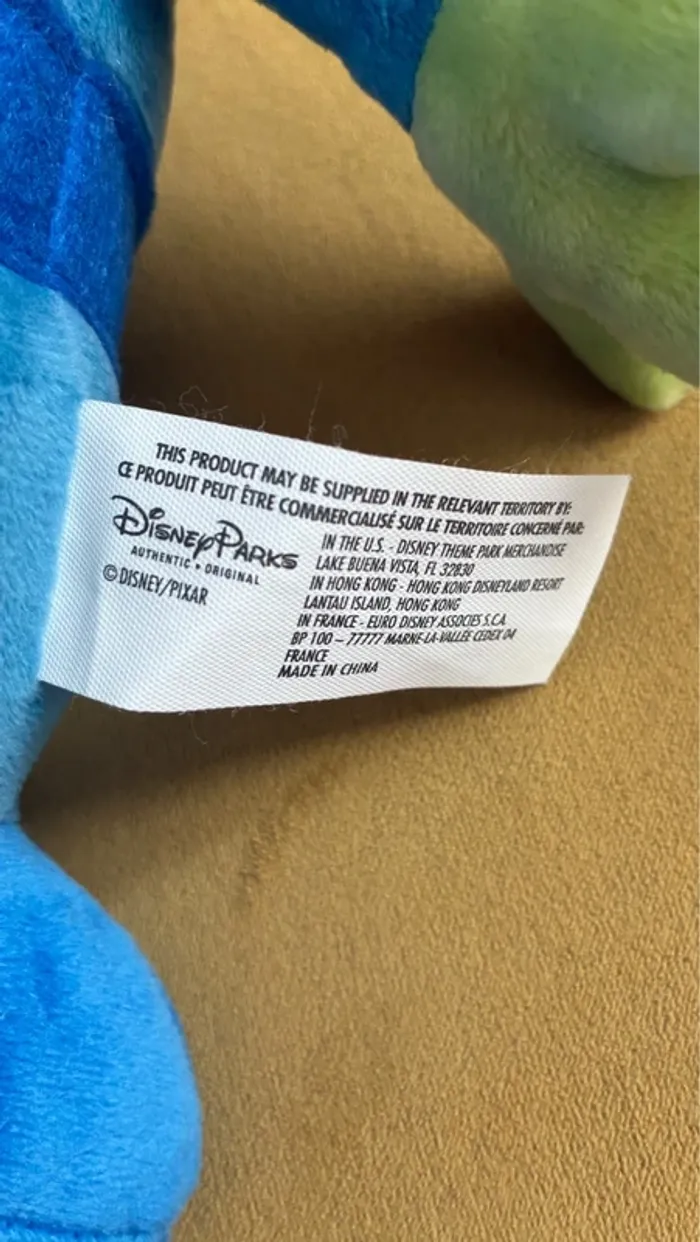 THIS PRODUCT MAY BE SUPPLIED IN THE RELEVANT TERRITORY BY:
CE PRODUIT PEUT ÊTRE COMMERCIALISÉ SUR LE TERRITOIRE CONCERNÉ PAR:
DISNEY PARKS
AUTHENTIC • ORIGINAL
© DISNEY/PIXAR
IN THE U.S. - DISNEY THEME PARK MERCHANDISE
LAKE BUENA VISTA, FL 32830
IN HONG KONG - HONG KONG DISNEYLAND RESORT
LANTAU ISLAND, HONG KONG
IN FRANCE - EURO DISNEY ASSOCIES S.C.A.
BP 100 – 77777 MARNE-LA-VALLÉE CEDEX 04
FRANCE
MADE IN CHINA